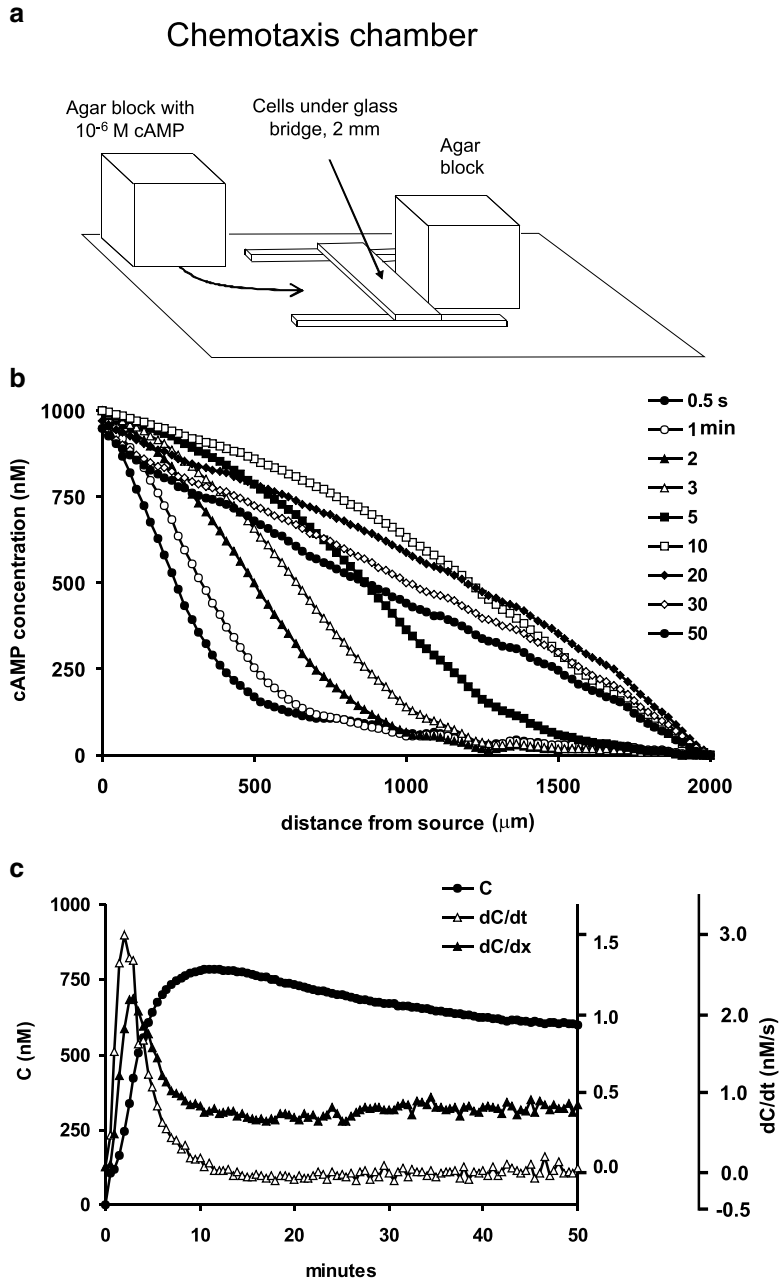 a
Chemotaxis chamber
Agar block with
10⁻⁶ M cAMP
Cells under glass
bridge, 2 mm
Agar
block
b
cAMP concentration (nM)
1000
750
500
250
0
0 500 1000 1500 2000
distance from source (μm)
0.5 s
1 min
2
3
5
10
20
30
50
c
C (nM)
1000
750
500
250
0
0 10 20 30 40 50
minutes
C
dC/dt
dC/dx
1.5
1.0
0.5
0.0
3.0
2.0
1.0
0.0
-0.5
dC/dt (nM/s)